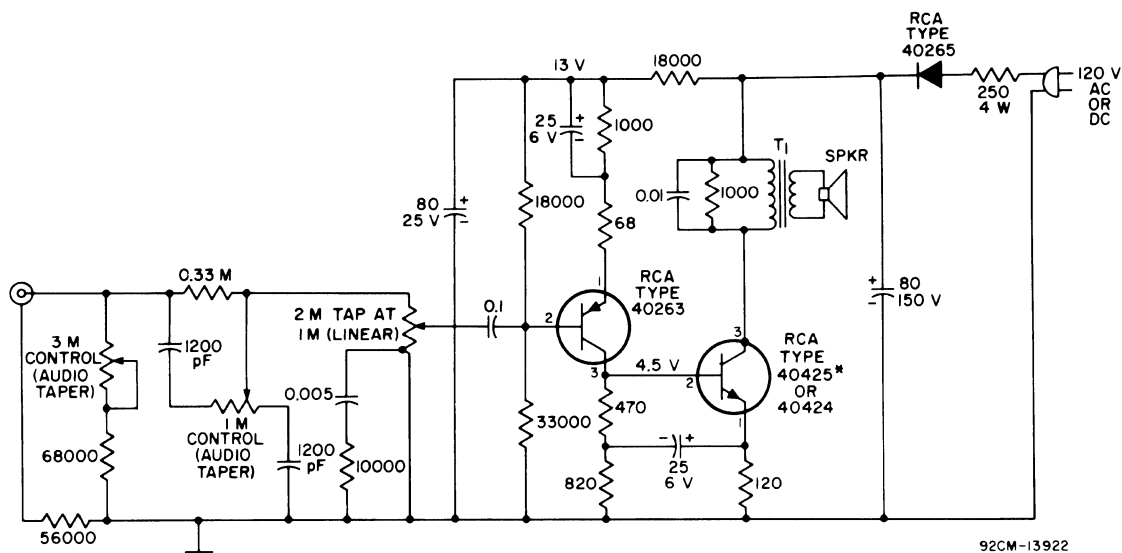 RCA
TYPE
40265
120 V
AC
OR
DC
250
4 W
13 V
18000
25
6 V
+
-
1000
T1
SPKR
0.01
1000
18000
68
80
25 V
+
-
RCA
TYPE
40263
1
2
3
+
-
80
150 V
0.33 M
2 M TAP AT
1 M (LINEAR)
0.1
3 M
CONTROL
(AUDIO
TAPER)
1200
pF
4.5 V
3
2
1
RCA
TYPE
40425*
OR
40424
0.005
1 M
CONTROL
(AUDIO
TAPER)
470
33000
68000
1200
pF
10000
- +
25
6 V
820
120
56000
92CM-13922